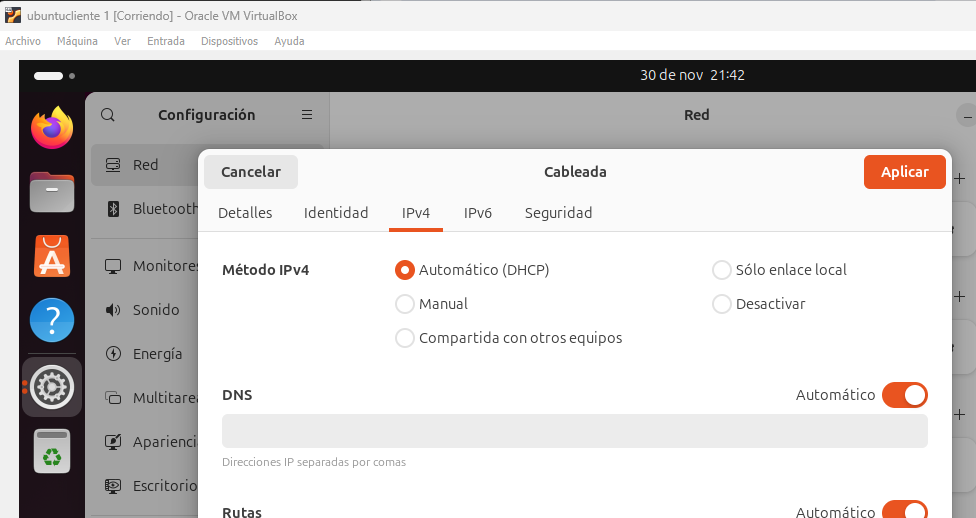 ubuntucliente 1 [Corriendo] - Oracle VM VirtualBox
Archivo Máquina Ver Entrada Dispositivos Ayuda
30 de nov 21:42
Configuración
Red
Red
Bluetooth
Monitores
Sonido
Energía
Multitarea
Apariencia
Escritorio
Cancelar Cableada Aplicar
Detalles Identidad IPv4 IPv6 Seguridad
Método IPv4
Automático (DHCP) Sólo enlace local
Manual Desactivar
Compartida con otros equipos
DNS Automático
Direcciones IP separadas por comas
Rutas Automático